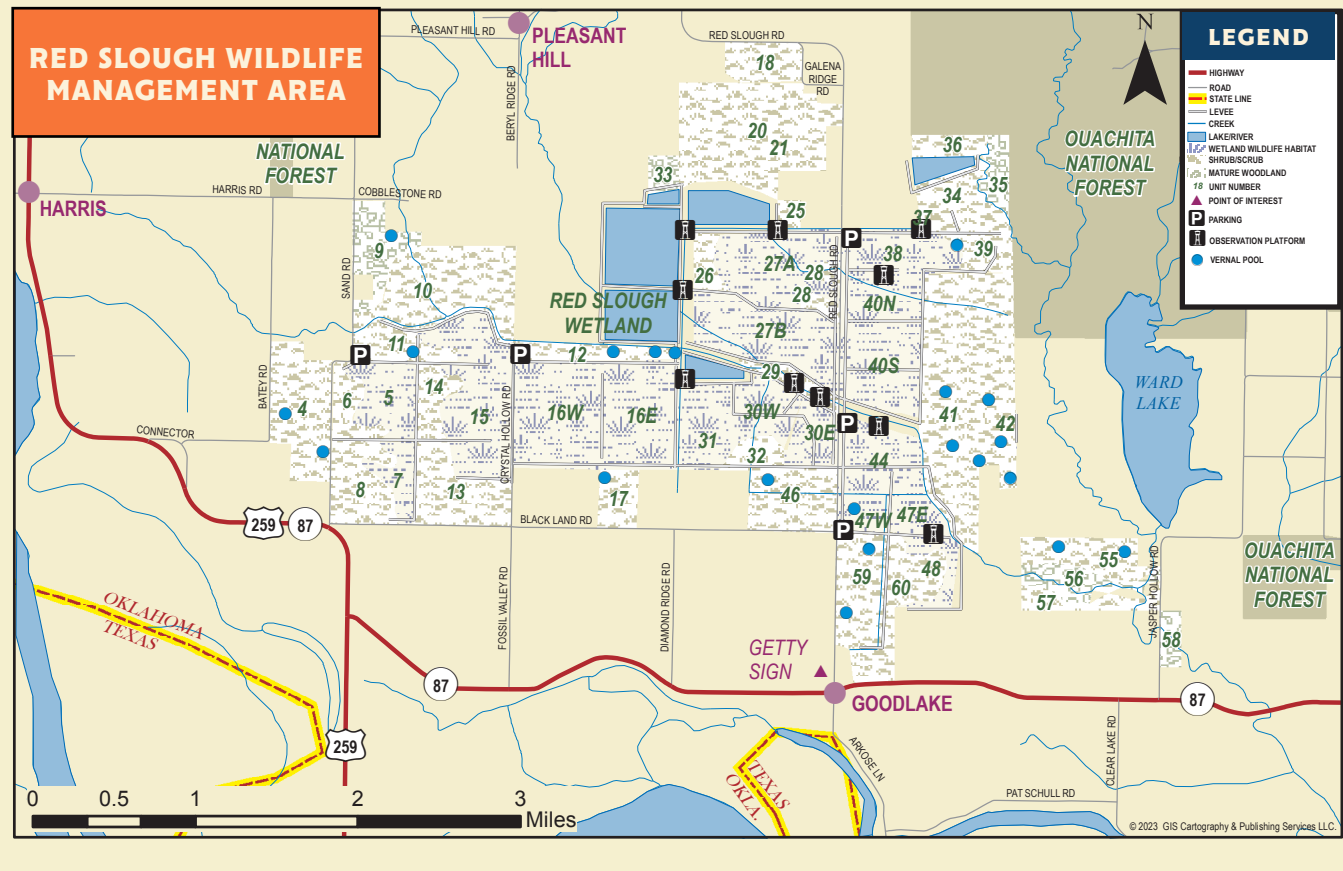 RED SLOUGH WILDLIFE
MANAGEMENT AREA
PLEASANT HILL RD
PLEASANT
HILL
BERYL RIDGE RD
RED SLOUGH RD
GALENA
RIDGE
RD
N
LEGEND
HIGHWAY
ROAD
STATE LINE
LEVEE
CREEK
LAKE/RIVER
WETLAND WILDLIFE HABITAT
SHRUB/SCRUB
MATURE WOODLAND
18 UNIT NUMBER
POINT OF INTEREST
P PARKING
OBSERVATION PLATFORM
VERNAL POOL
NATIONAL
FOREST
OUACHITA
NATIONAL
FOREST
HARRIS RD
COBBLESTONE RD
HARRIS
SAND RD
18
20
21
33
36
35
34
25
37
P
9
10
26
27A
28
28
38
39
RED SLOUGH RD
RED SLOUGH
WETLAND
40N
27B
11
P
P
12
29
40S
WARD
LAKE
BATEY RD
4
6
5
14
15
CRYSTAL HOLLOW RD
16W
16E
31
30W
30E
P
41
42
CONNECTOR
32
44
8
7
13
17
46
259
87
BLACK LAND RD
P
47W
47E
OUACHITA
NATIONAL
FOREST
59
48
60
55
56
57
58
JASPER HOLLOW RD
FOSSIL VALLEY RD
DIAMOND RIDGE RD
OKLAHOMA
TEXAS
GETTY
SIGN
87
GOODLAKE
87
259
ARKOSE LN
CLEAR LAKE RD
TEXAS
OKLA.
PAT SCHULL RD
0
0.5
1
2
3
Miles
© 2023 GIS Cartography & Publishing Services LLC.